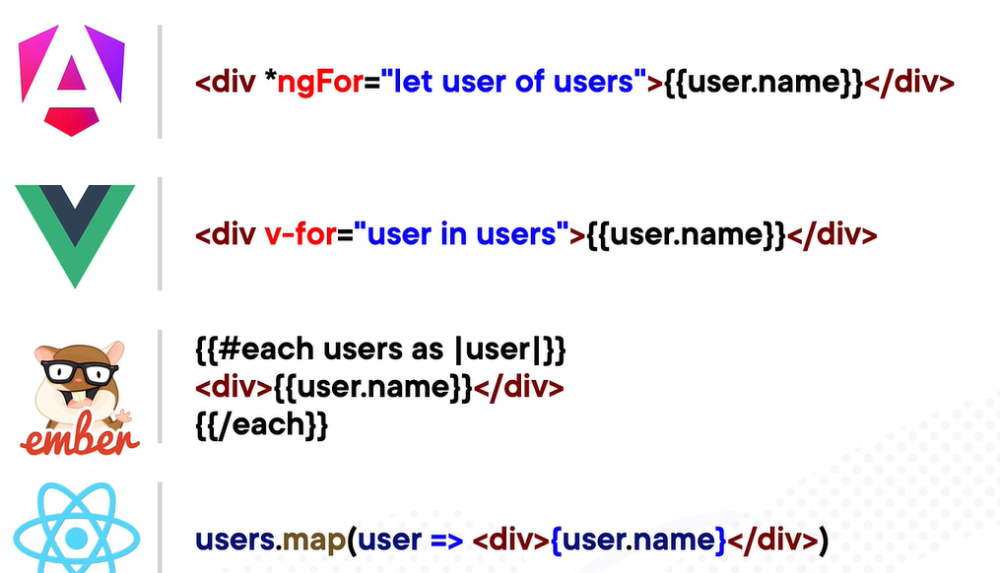 <div *ngFor="let user of users">{{user.name}}</div>
<div v-for="user in users">{{user.name}}</div>
{{#each users as |user|}}
<div>{{user.name}}</div>
{{/each}}
ember
users.map(user => <div>{user.name}</div>)